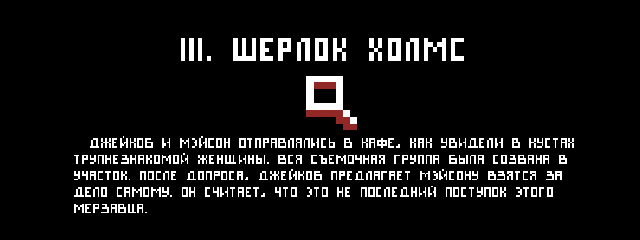 III. ШЕРЛОК ХОЛМС
ДЖЕЙКОБ И МЭЙСОН ОТПРАВЛЯЛИСЬ В КАФЕ, КАК УВИДЕЛИ В КУСТАХ
ТРУПНЕЗНАКОМОЙ ЖЕНЩИНЫ. ВСЯ СЪЕМОЧНАЯ ГРУППА БЫЛА СОЗВАНА В
УЧАСТОК. ПОСЛЕ ДОПРОСА, ДЖЕЙКОБ ПРЕДЛАГАЕТ МЭЙСОНУ ВЗЯТСЯ ЗА
ДЕЛО САМОМУ. ОН СЧИТАЕТ, ЧТО ЭТО НЕ ПОСЛЕДНИЙ ПОСТУПОК ЭТОГО
МЕРЗАВЦА.